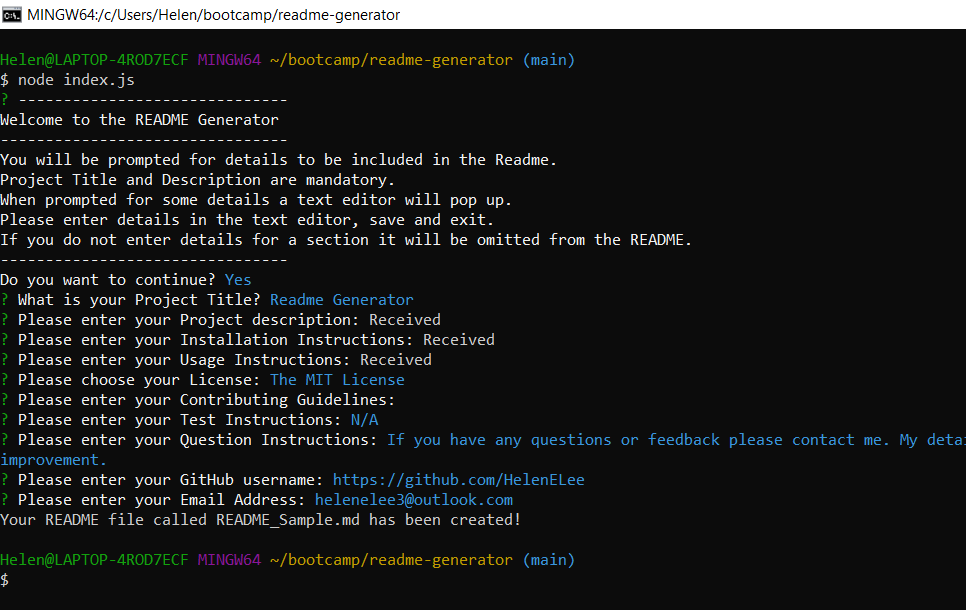 MINGW64:/c/Users/Helen/bootcamp/readme-generator
Helen@LAPTOP-4ROD7ECF MINGW64 ~/bootcamp/readme-generator (main)
$ node index.js
? ------------------------------
Welcome to the README Generator
--------------------------------
You will be prompted for details to be included in the Readme.
Project Title and Description are mandatory.
When prompted for some details a text editor will pop up.
Please enter details in the text editor, save and exit.
If you do not enter details for a section it will be omitted from the README.
--------------------------------
Do you want to continue? Yes
? What is your Project Title? Readme Generator
? Please enter your Project description: Received
? Please enter your Installation Instructions: Received
? Please enter your Usage Instructions: Received
? Please choose your License: The MIT License
? Please enter your Contributing Guidelines:
? Please enter your Test Instructions: N/A
? Please enter your Question Instructions: If you have any questions or feedback please contact me. My detai
improvement.
? Please enter your GitHub username: https://github.com/HelenELee
? Please enter your Email Address: helenelee3@outlook.com
Your README file called README_Sample.md has been created!
Helen@LAPTOP-4ROD7ECF MINGW64 ~/bootcamp/readme-generator (main)
$